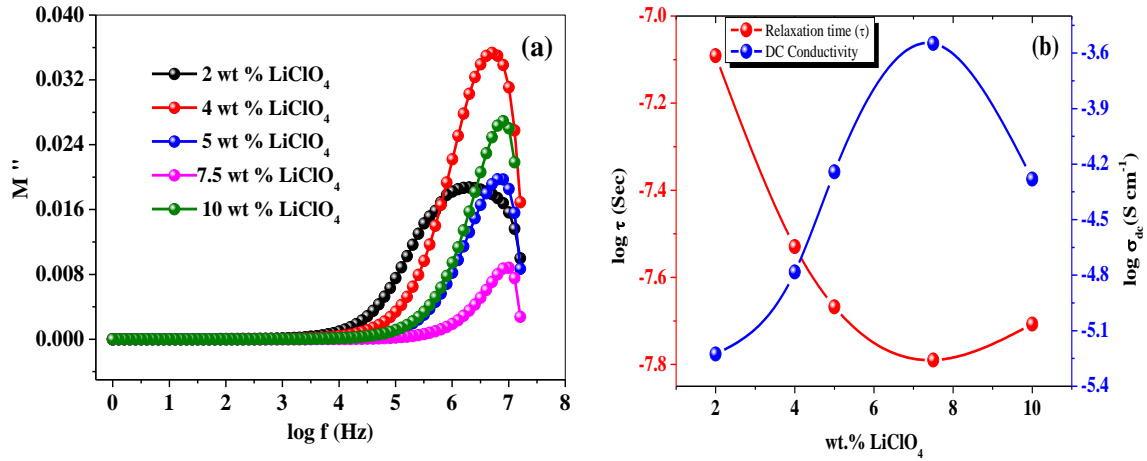 0.040
0.032
0.024
0.016
0.008
0.000
M ''
(a)
2 wt % LiClO₄
4 wt % LiClO₄
5 wt % LiClO₄
7.5 wt % LiClO₄
10 wt % LiClO₄
0 1 2 3 4 5 6 7 8
log f (Hz)
-7.0
-7.2
-7.4
-7.6
-7.8
log τ (Sec)
Relaxation time (τ)
DC Conductivity
(b)
2 4 6 8 10
wt.% LiClO₄
-3.6
-3.9
-4.2
-4.5
-4.8
-5.1
-5.4
log σdc(S cm⁻¹)